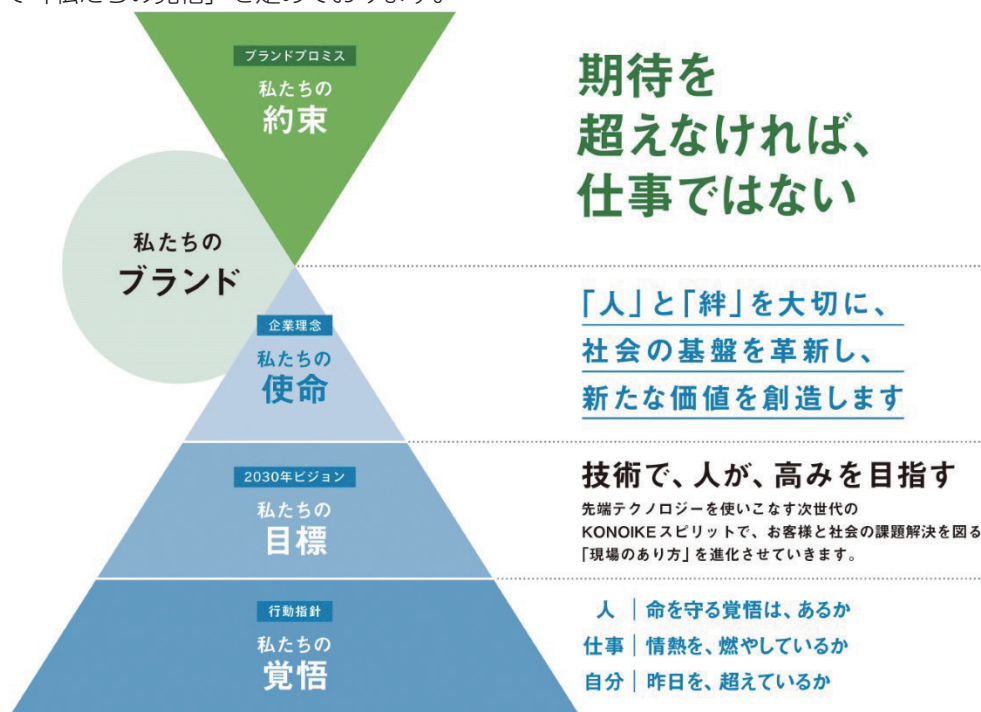 ブランドプロミス
私たちの
約束
期待を
超えなければ、
仕事ではない
私たちの
ブランド
企業理念
私たちの
使命
「人」と「絆」を大切に、
社会の基盤を革新し、
新たな価値を創造します
2030年ビジョン
私たちの
目標
技術で、人が、高みを目指す
先端テクノロジーを使いこなす次世代の
KONOIKEスピリットで、お客様と社会の課題解決を図る
「現場のあり方」を進化させていきます。
行動指針
私たちの
覚悟
人｜命を守る覚悟は、あるか
仕事｜情熱を、燃やしているか
自分｜昨日を、超えているか